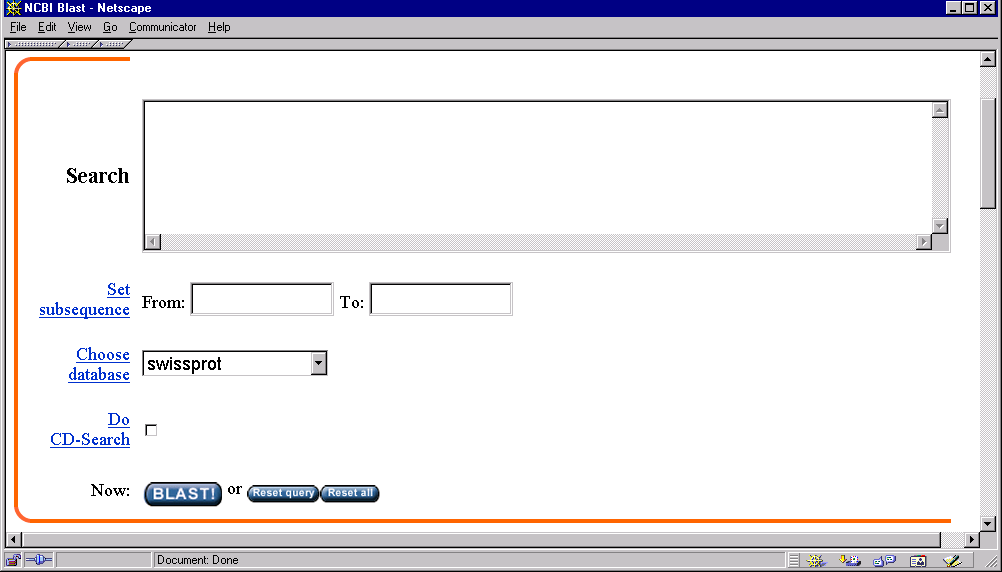 NCBI Blast - Netscape
File Edit View Go Communicator Help
Search
Set
subsequence
From: To:
Choose
database
swissprot
Do
CD-Search
Now: BLAST! or Reset query Reset all
Document: Done